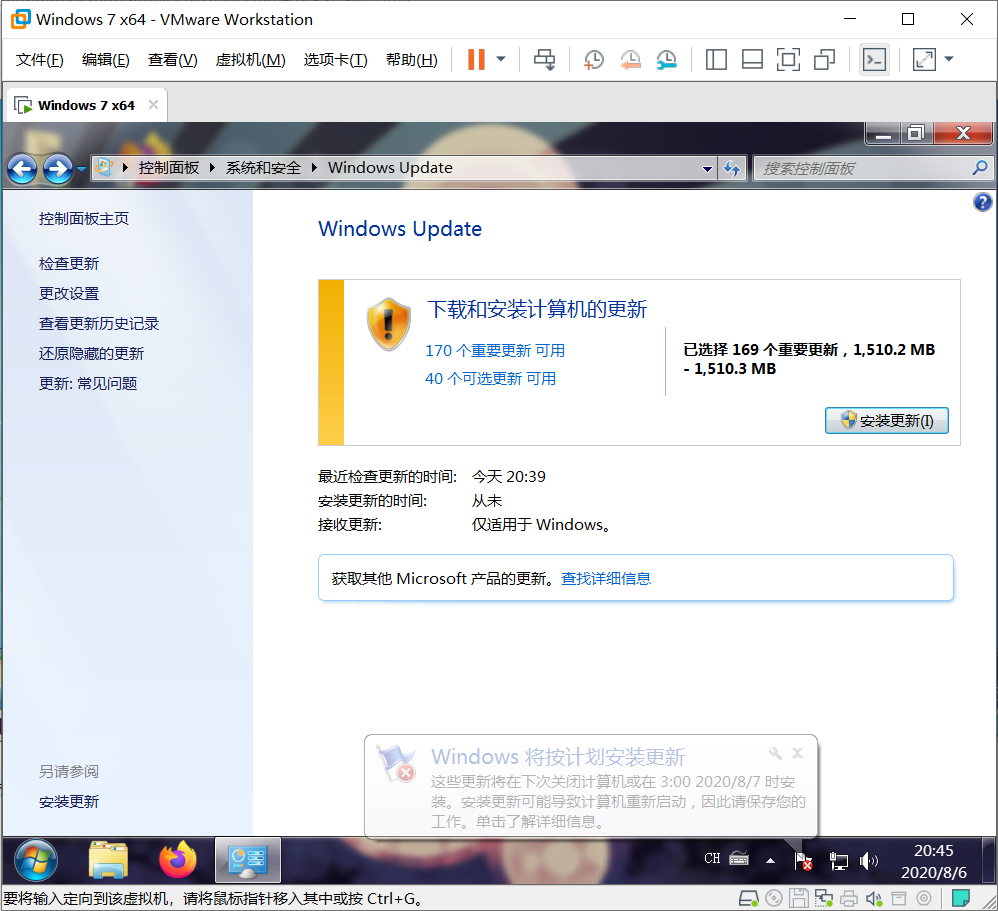 Windows 7 x64 - VMware Workstation
文件(F) 编辑(E) 查看(V) 虚拟机(M) 选项卡(T) 帮助(H)
Windows 7 x64
控制面板 系统和安全 Windows Update 搜索控制面板
控制面板主页
检查更新
更改设置
查看更新历史记录
还原隐藏的更新
更新: 常见问题
Windows Update
下载和安装计算机的更新
170 个重要更新 可用
40 个可选更新 可用
已选择 169 个重要更新，1,510.2 MB
- 1,510.3 MB
安装更新(I)
最近检查更新的时间: 今天 20:39
安装更新的时间: 从未
接收更新: 仅适用于 Windows。
获取其他 Microsoft 产品的更新。查找详细信息
另请参阅
安装更新
Windows 将按计划安装更新
这些更新将在下次关闭计算机或在 3:00 2020/8/7 时安
装。安装更新可能导致计算机重新启动，因此请保存您的
工作。单击了解详细信息。
CH
20:45
2020/8/6
要将输入定向到该虚拟机，请将鼠标指针移入其中或按 Ctrl+G。